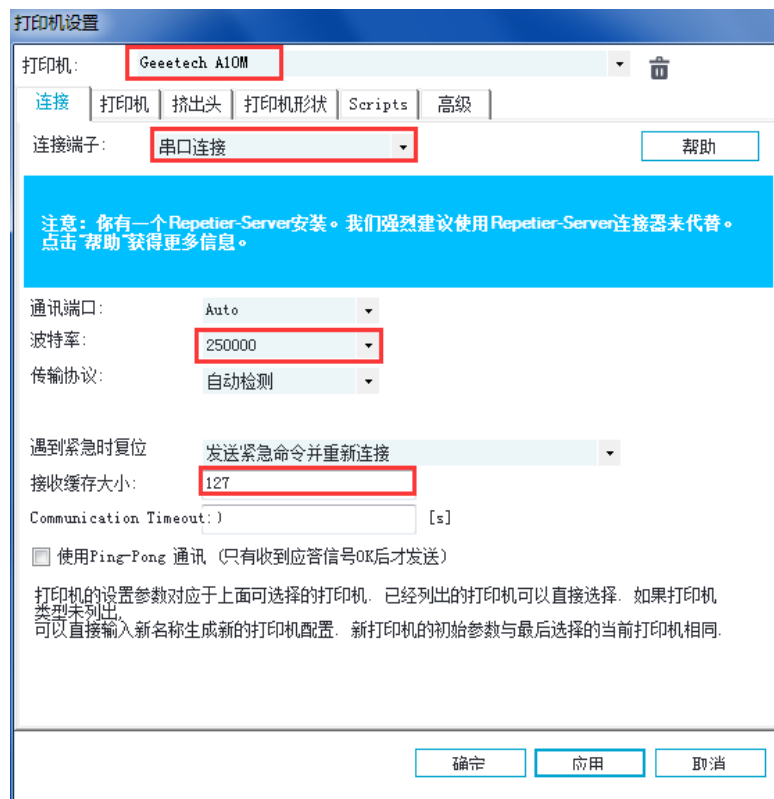 打印机设置
打印机: Geeetech A10M
连接 打印机 挤出头 打印机形状 Scripts 高级
连接端子: 串口连接 帮助
注意:你有一个Repetier-Server安装。我们强烈建议使用Repetier-Server连接器来代替。
点击"帮助"获得更多信息。
通讯端口: Auto
波特率: 250000
传输协议: 自动检测
遇到紧急时复位 发送紧急命令并重新连接
接收缓存大小: 127
Communication Timeout:) [s]
使用Ping-Pong 通讯 (只有收到应答信号OK后才发送)
打印机的设置参数对应于上面可选择的打印机. 已经列出的打印机可以直接选择. 如果打印机
类型未列出,
可以直接输入新名称生成新的打印机配置. 新打印机的初始参数与最后选择的当前打印机相同.
确定 应用 取消